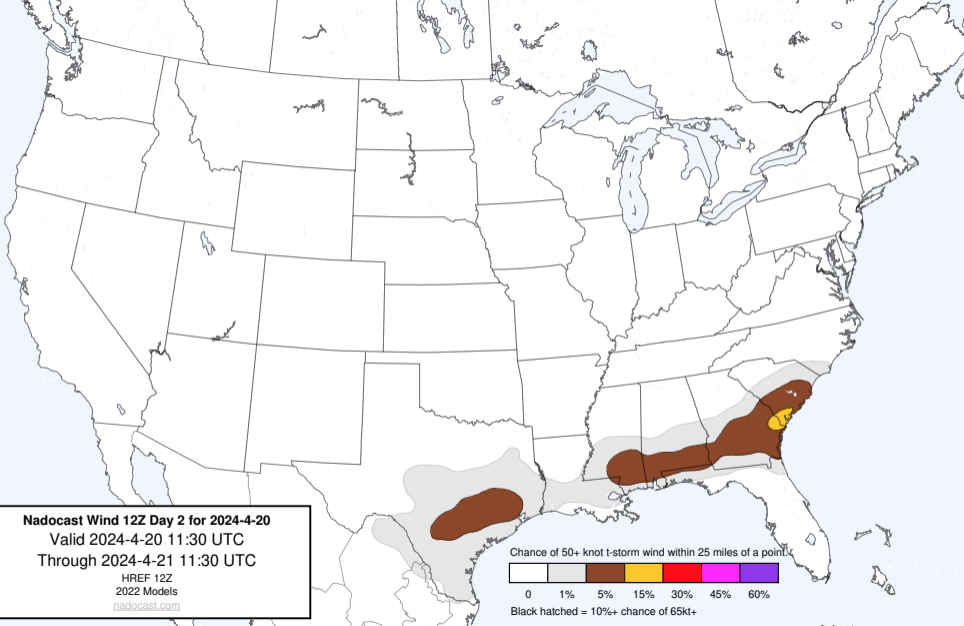 Nadocast Wind 12Z Day 2 for 2024-4-20
Valid 2024-4-20 11:30 UTC
Through 2024-4-21 11:30 UTC
HREF 12Z
2022 Models
nadocast.com
Chance of 50+ knot t-storm wind within 25 miles of a point.
0 1% 5% 15% 30% 45% 60%
Black hatched = 10%+ chance of 65kt+